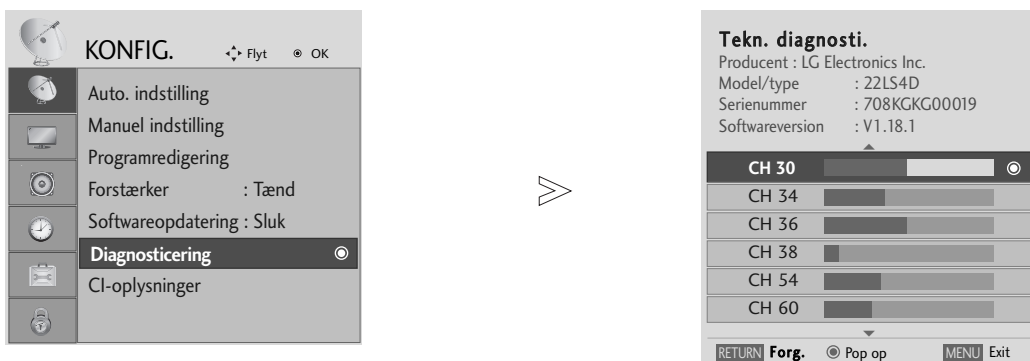 KONFIG.
Flyt
OK
Auto. indstilling
Manuel indstilling
Programredigering
Forstærker : Tænd
Softwareopdatering : Sluk
Diagnosticering
CI-oplysninger
Tekn. diagnosti.
Producent : LG Electronics Inc.
Model/type : 22LS4D
Serienummer : 708KGKG00019
Softwareversion : V1.18.1
CH 30
CH 34
CH 36
CH 38
CH 54
CH 60
RETURN Forg. Pop op MENU Exit